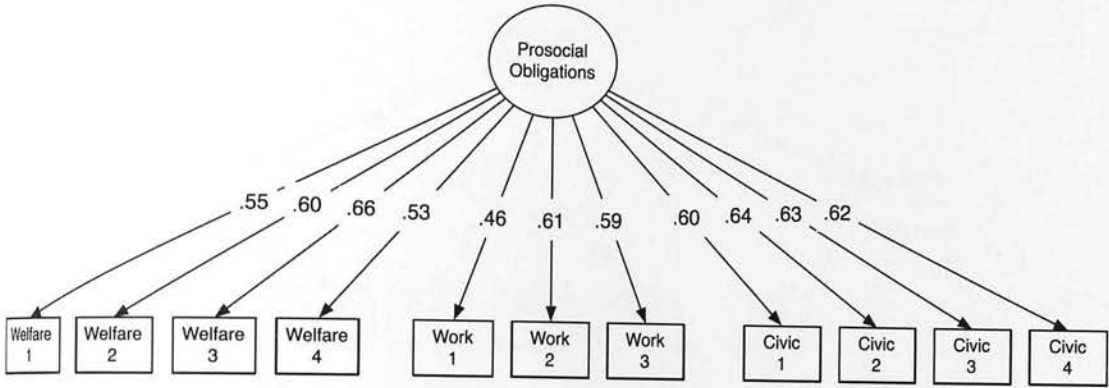 Prosocial
Obligations
.55 .60 .66 .53 .46 .61 .59 .60 .64 .63 .62
Welfare
1
Welfare
2
Welfare
3
Welfare
4
Work
1
Work
2
Work
3
Civic
1
Civic
2
Civic
3
Civic
4